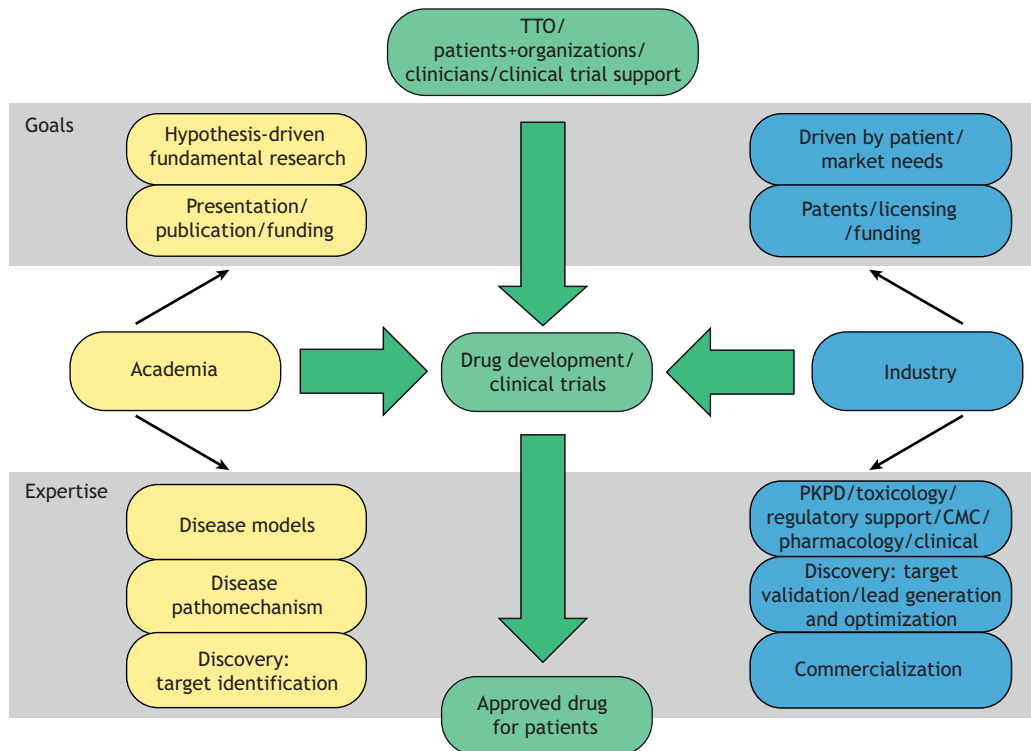 TTO/
patients+organizations/
clinicians/clinical trial support
Goals
Hypothesis-driven
fundamental research
Presentation/
publication/funding
Driven by patient/
market needs
Patents/licensing
/funding
Academia
Drug development/
clinical trials
Industry
Expertise
Disease models
Disease
pathomechanism
Discovery:
target identification
PKPD/toxicology/
regulatory support/CMC/
pharmacology/clinical
Discovery: target
validation/lead generation
and optimization
Commercialization
Approved drug
for patients